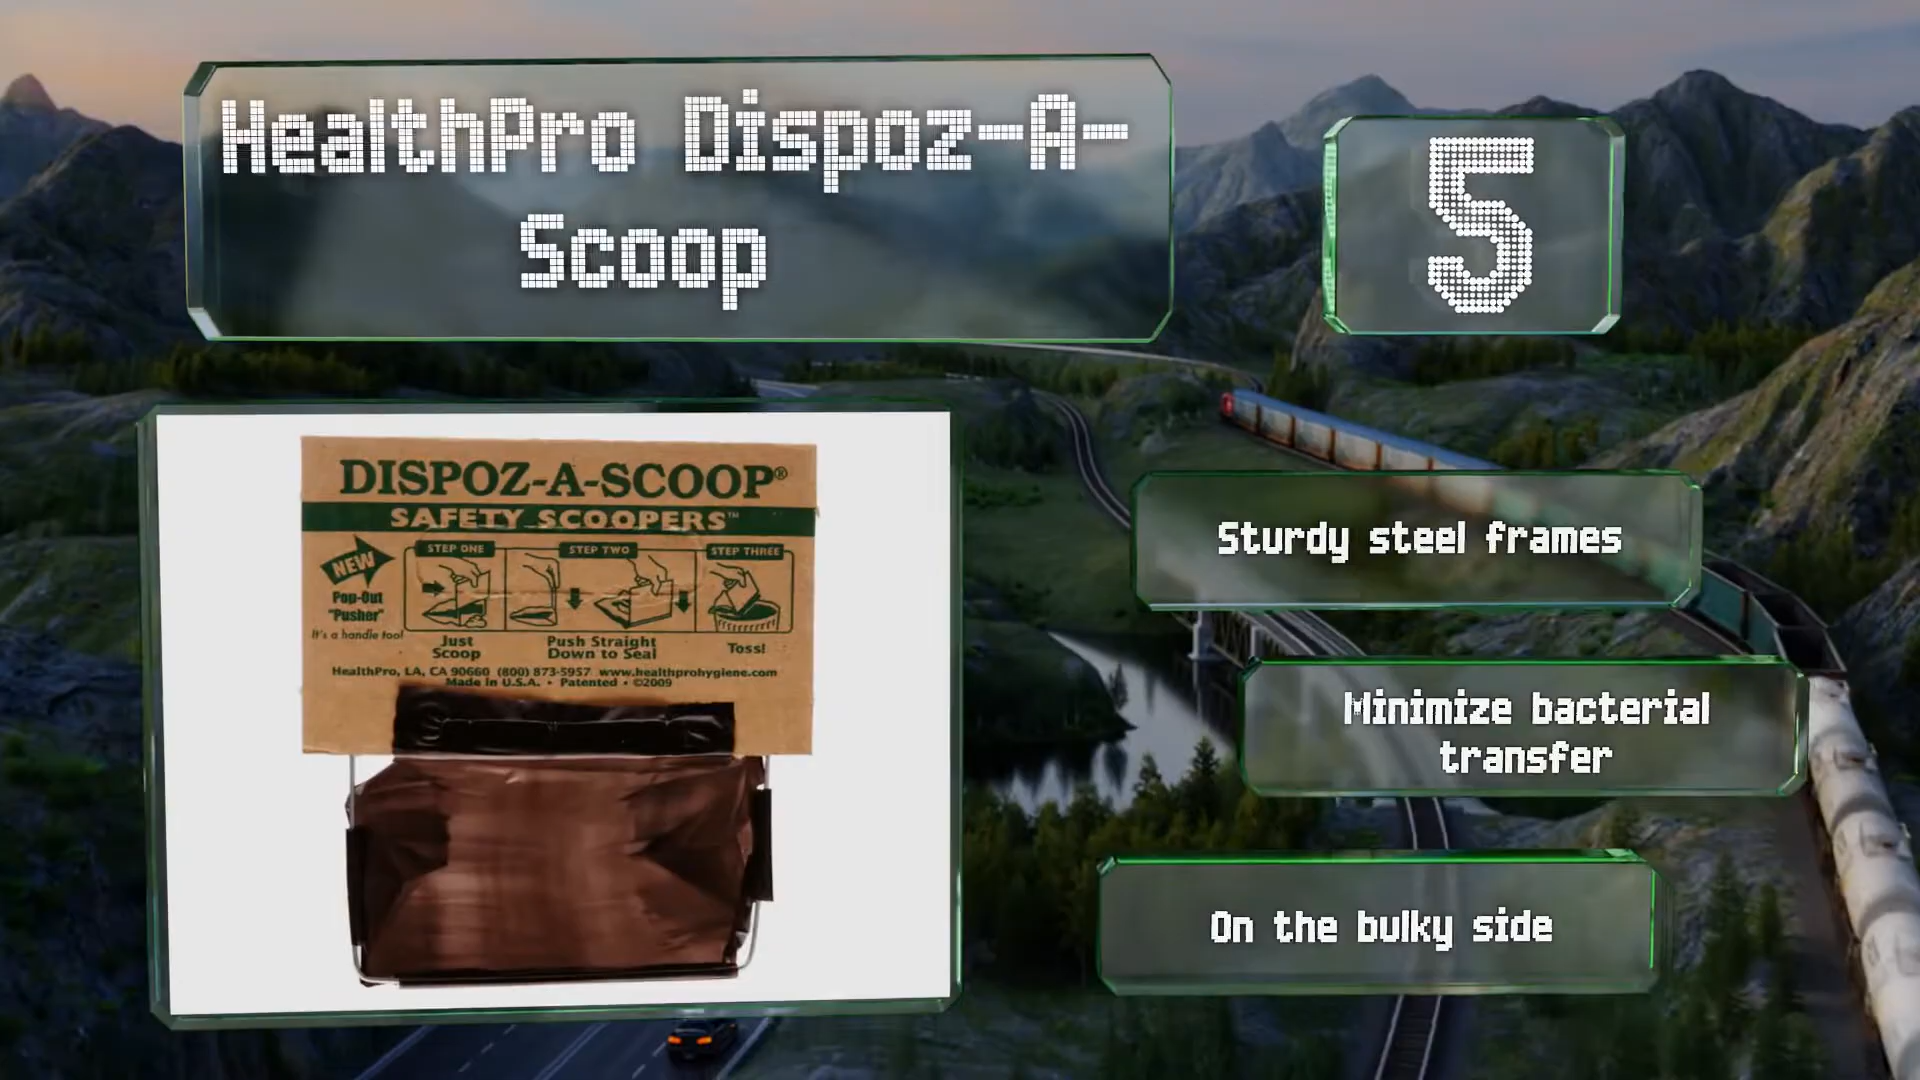 HealthPro Dispoz-A-
Scoop
5
DISPOZ-A-SCOOP®
SAFETY SCOOPERS™
NEW
Pop-Out
"Pusher"
It's a handle too!
STEP ONE
STEP TWO
STEP THREE
Just
Scoop
Push Straight
Down to Seal
Toss!
HealthPro, LA, CA 90660 (800) 873-5957 www.healthprohygiene.com
Made in U.S.A. • Patented • ©2009
Sturdy steel frames
Minimize bacterial
transfer
On the bulky side